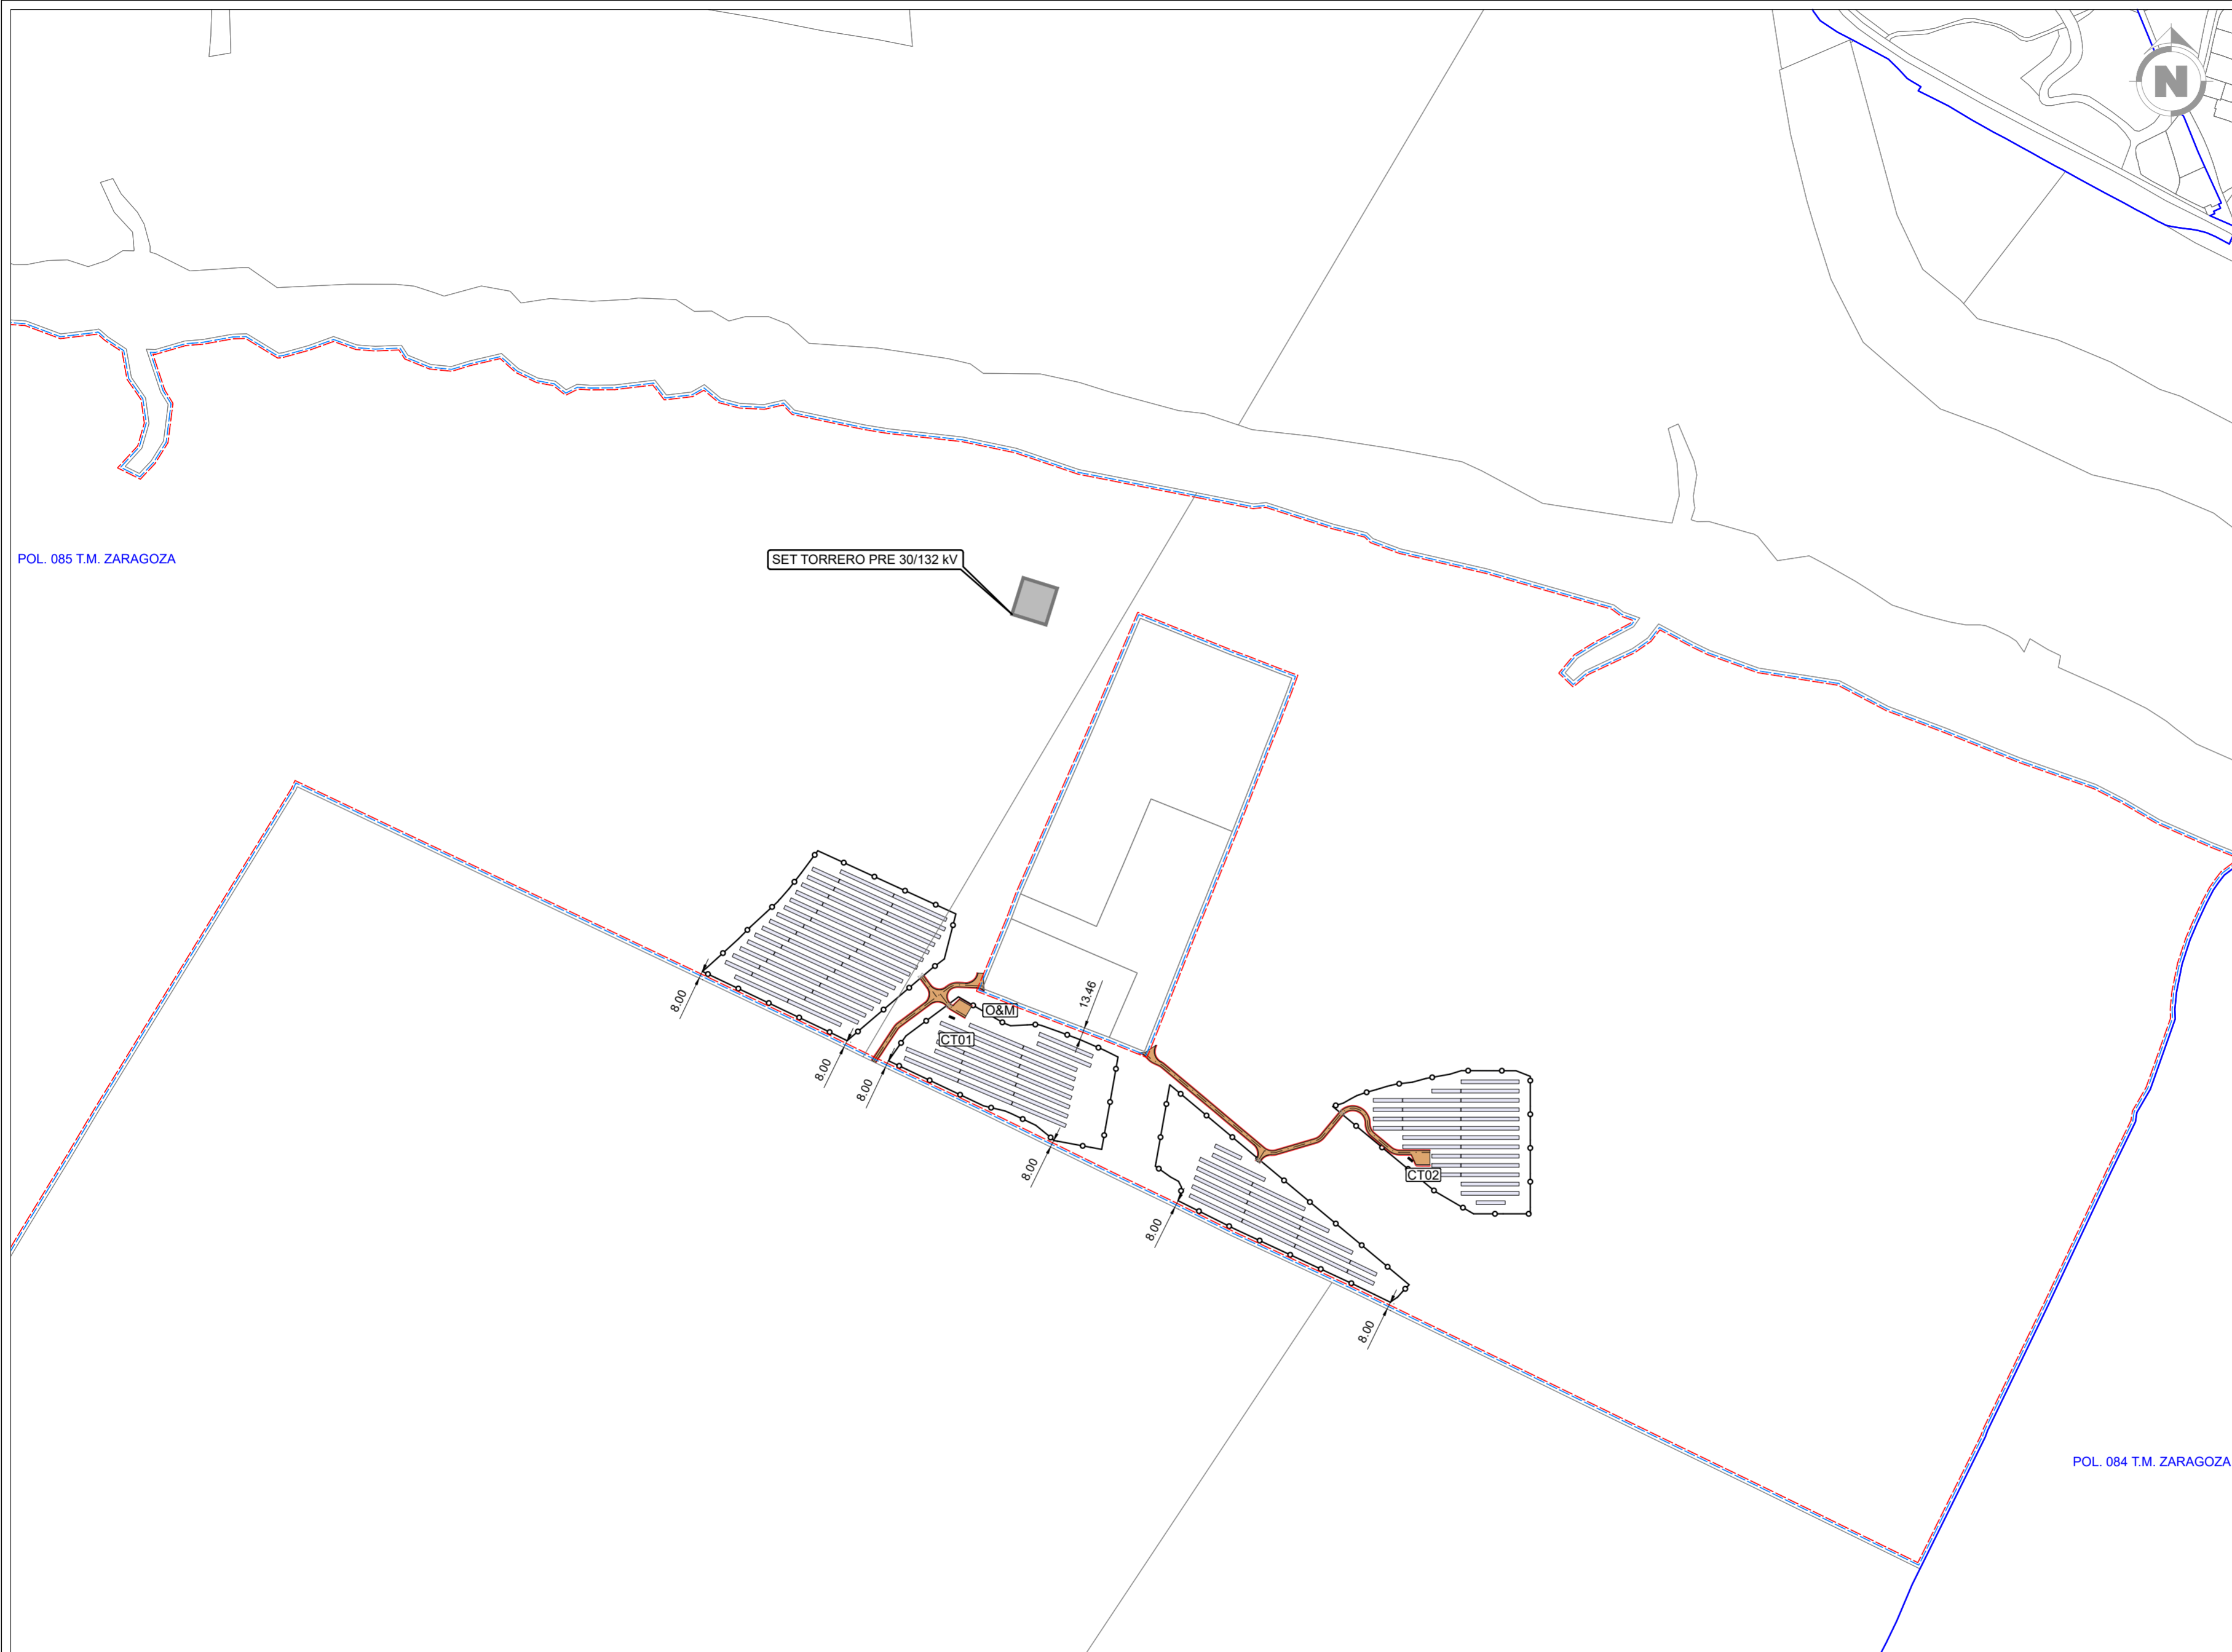 N
POL. 085 T.M. ZARAGOZA
SET TORRERO PRE 30/132 kV
8.00
8.00
8.00
13.46
O&M
CT01
8.00
8.00
CT02
8.00
POL. 084 T.M. ZARAGOZA